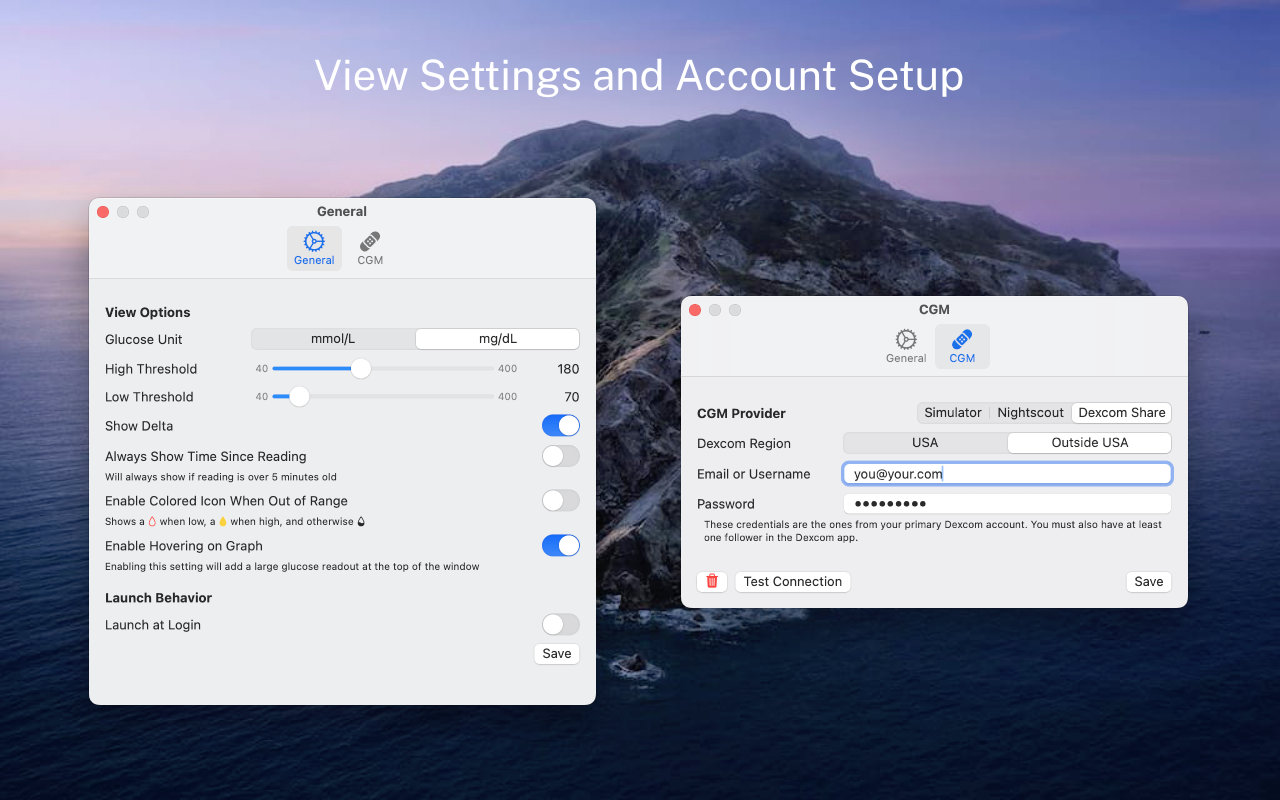 View Settings and Account Setup
General
General CGM
View Options
Glucose Unit mmol/L mg/dL
High Threshold 40 400 180
Low Threshold 40 400 70
Show Delta
Always Show Time Since Reading
Will always show if reading is over 5 minutes old
Enable Colored Icon When Out of Range
Shows a when low, a when high, and otherwise
Enable Hovering on Graph
Enabling this setting will add a large glucose readout at the top of the window
Launch Behavior
Launch at Login
Save
CGM
General CGM
CGM Provider Simulator Nightscout Dexcom Share
Dexcom Region USA Outside USA
Email or Username you@your.com
Password •••••••••
These credentials are the ones from your primary Dexcom account. You must also have at least
one follower in the Dexcom app.
Test Connection Save